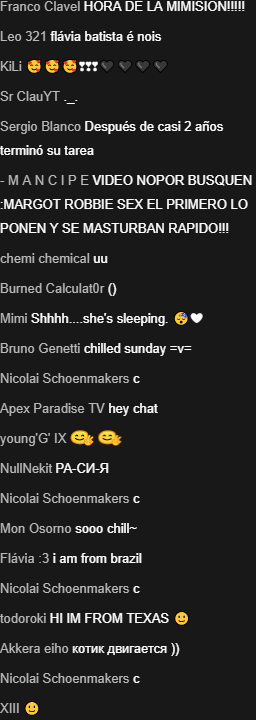 Franco Clavel HORA DE LA MIMISION!!!!!
Leo 321 flávia batista é nois
KiLi 🥰🥰🥰❣❣❣🖤🖤🖤🖤
Sr ClauYT ._.
Sergio Blanco Después de casi 2 años
terminó su tarea
- M A N C I P E VIDEO NOPOR BUSQUEN
:MARGOT ROBBIE SEX EL PRIMERO LO
PONEN Y SE MASTURBAN RAPIDO!!!
chemi chemical uu
Burned Calculat0r ()
Mimi Shhhh....she's sleeping. 😴🤍
Bruno Genetti chilled sunday =v=
Nicolai Schoenmakers c
Apex Paradise TV hey chat
young'G' IX 🤗🤗
NullNekit РА-СИ-Я
Nicolai Schoenmakers c
Mon Osorno sooo chill~
Flávia :3 i am from brazil
Nicolai Schoenmakers c
todoroki HI IM FROM TEXAS 🙂
Akkera eiho котик двигается ))
Nicolai Schoenmakers c
XIII 🙂